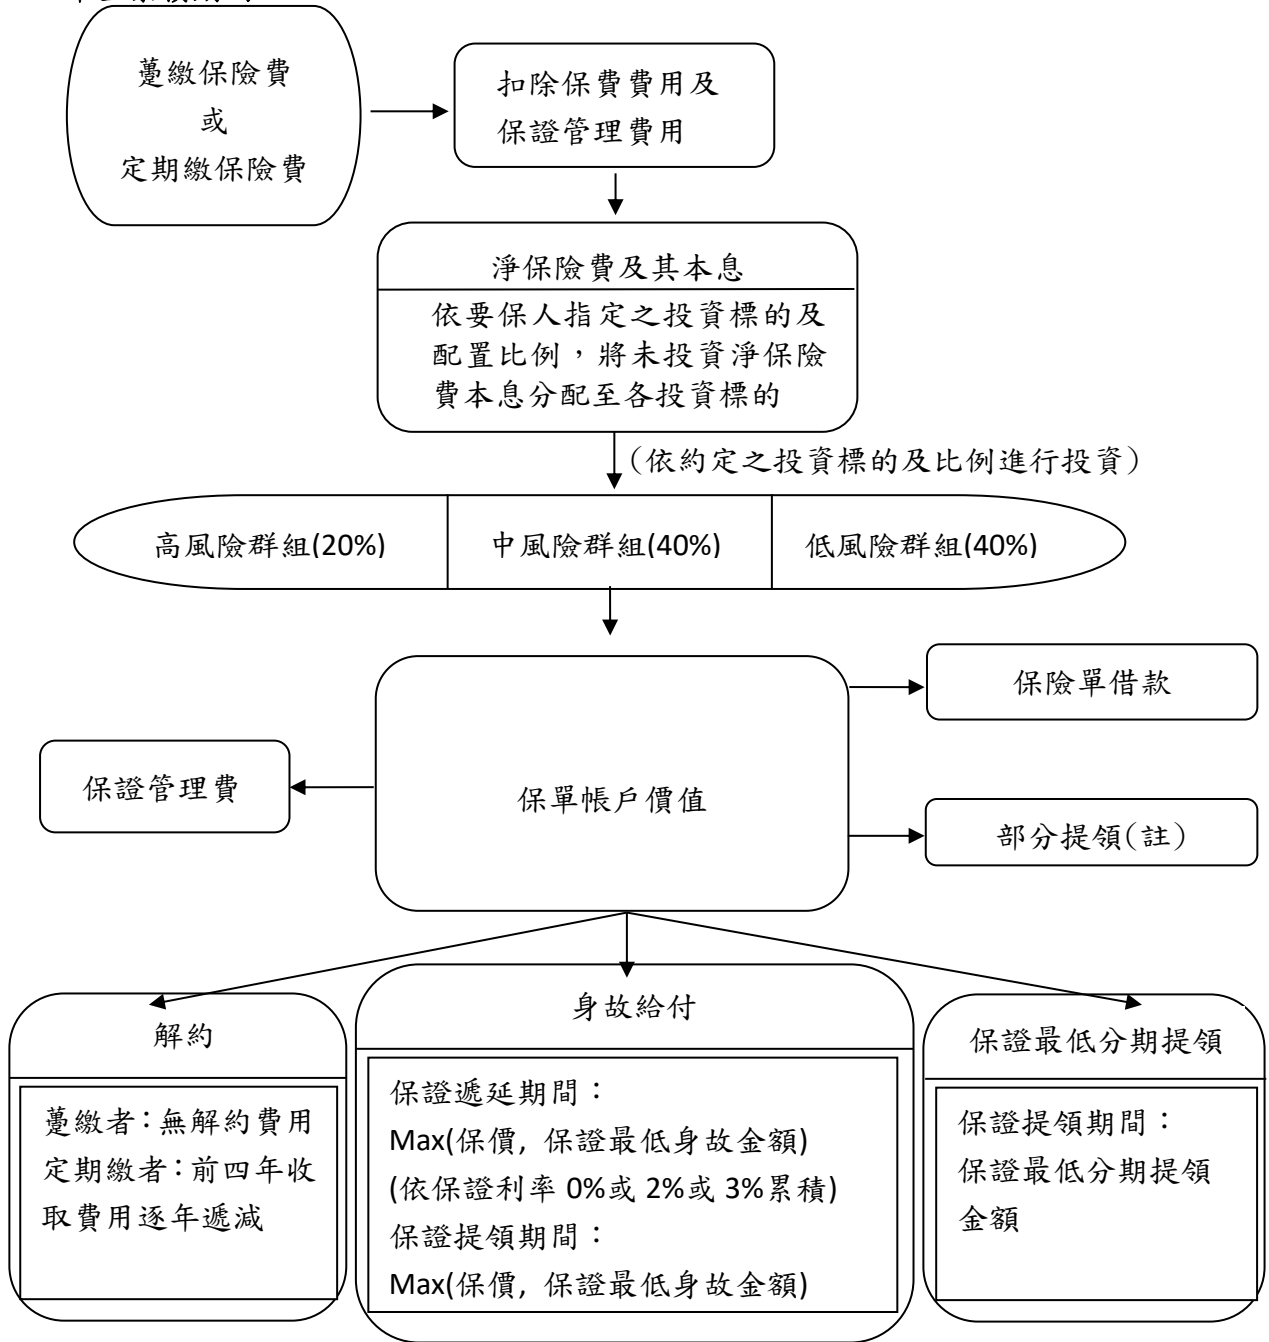 躉繳保險費
或
定期繳保險費
扣除保費費用及
保證管理費用
淨保險費及其本息
依要保人指定之投資標的及
配置比例，將未投資淨保險
費本息分配至各投資標的
（依約定之投資標的及比例進行投資）
高風險群組(20%)
中風險群組(40%)
低風險群組(40%)
保險單借款
保證管理費
保單帳戶價值
部分提領(註)
解約
躉繳者：無解約費用
定期繳者：前四年收
取費用逐年遞減
身故給付
保證遞延期間：
Max(保價, 保證最低身故金額)
(依保證利率 0%或 2%或 3%累積)
保證提領期間：
Max(保價, 保證最低身故金額)
保證最低分期提領
保證提領期間：
保證最低分期提領
金額